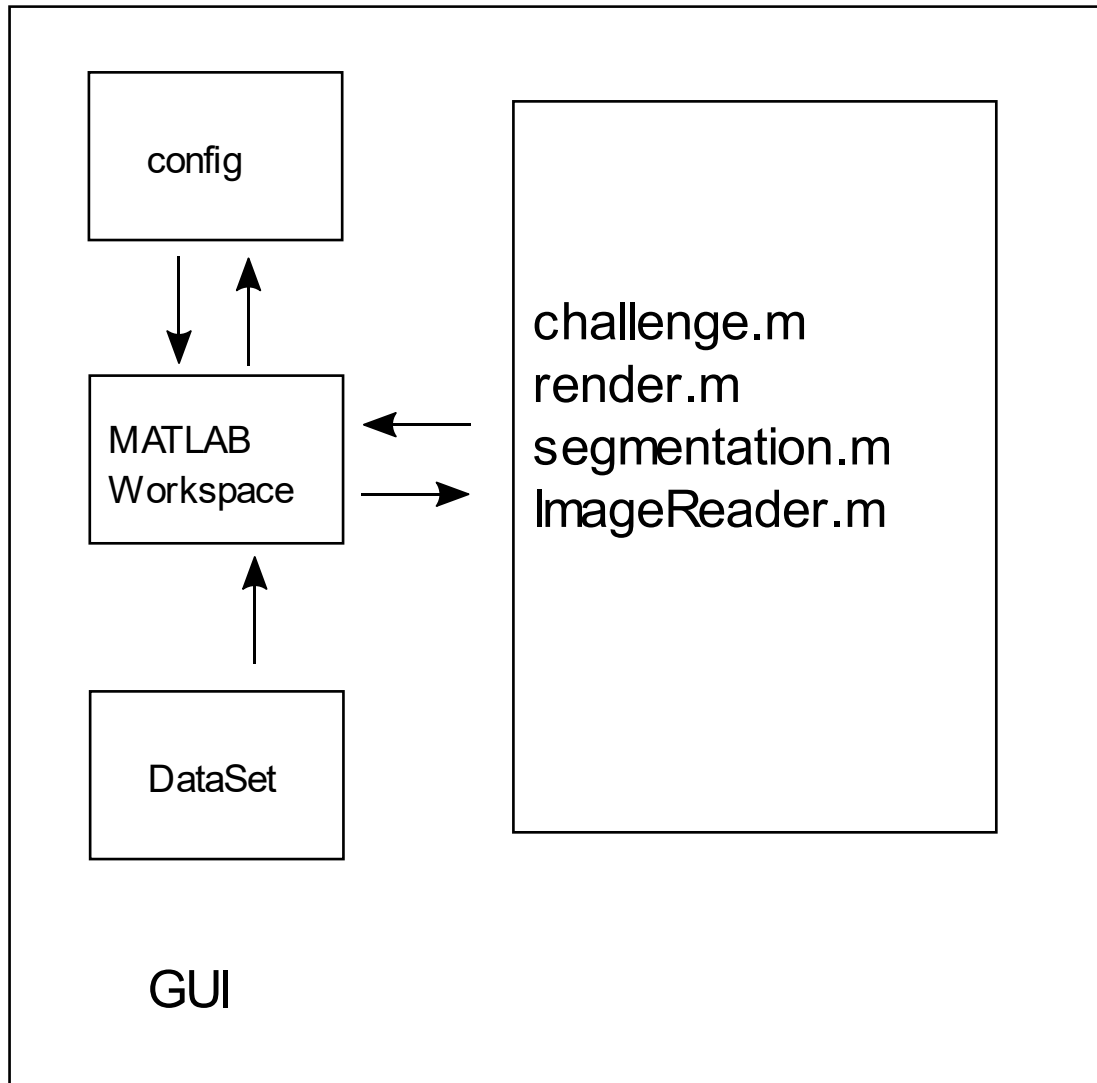 config
MATLAB
Workspace
DataSet
challenge.m
render.m
segmentation.m
ImageReader.m
GUI